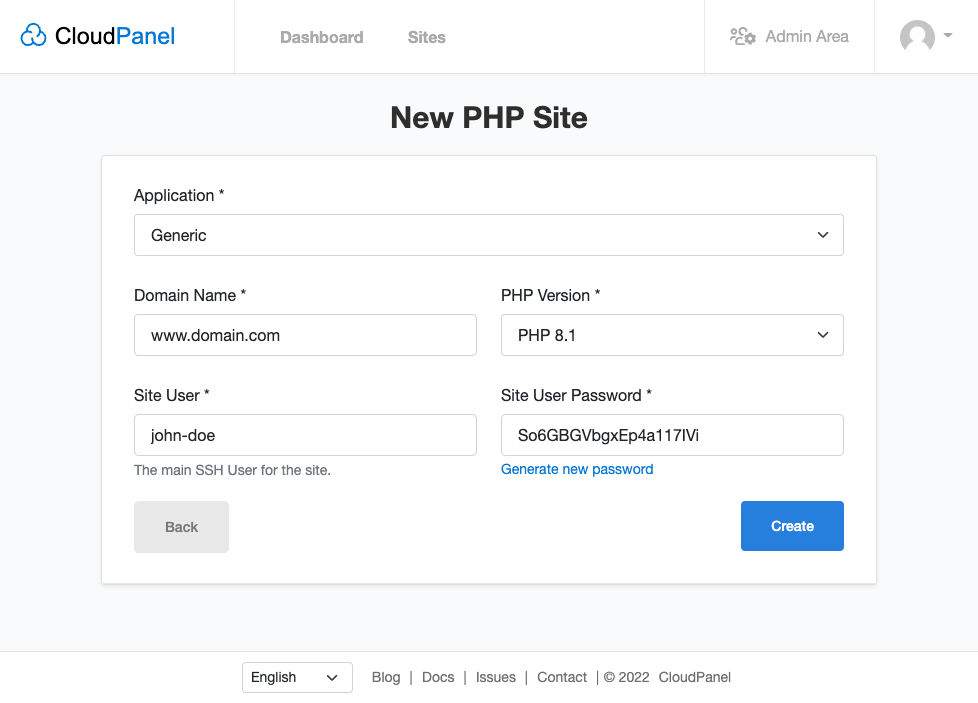 CloudPanel Dashboard Sites Admin Area
New PHP Site
Application *
Generic
Domain Name * PHP Version *
www.domain.com PHP 8.1
Site User * Site User Password *
john-doe So6GBGVbgxEp4a117IVi
The main SSH User for the site. Generate new password
Back Create
English Blog | Docs | Issues | Contact | © 2022 CloudPanel